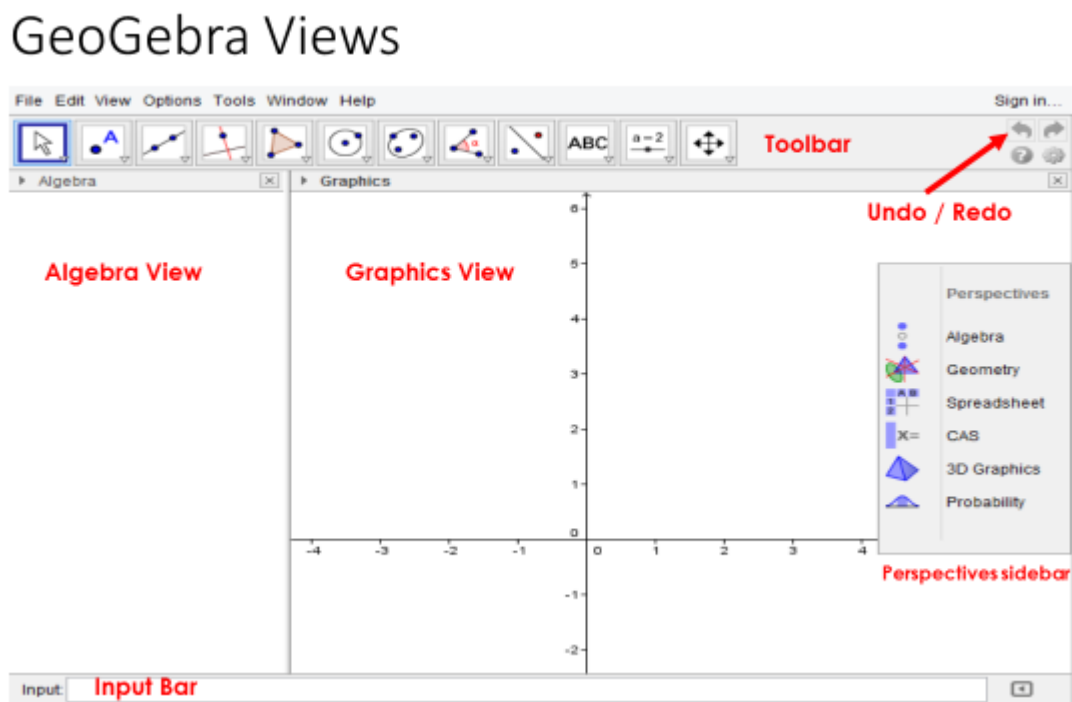 GeoGebra Views
File Edit View Options Tools Window Help Sign in...
A α ABC a=2 Toolbar
Algebra Graphics
Undo / Redo
Algebra View Graphics View
Perspectives
Algebra
Geometry
A B
1
2
Spreadsheet
X= CAS
3D Graphics
Probability
Perspectives sidebar
6
5
4
3
2
1
0
-4 -3 -2 -1 0 1 2 3 4
-1
-2
Input: Input Bar